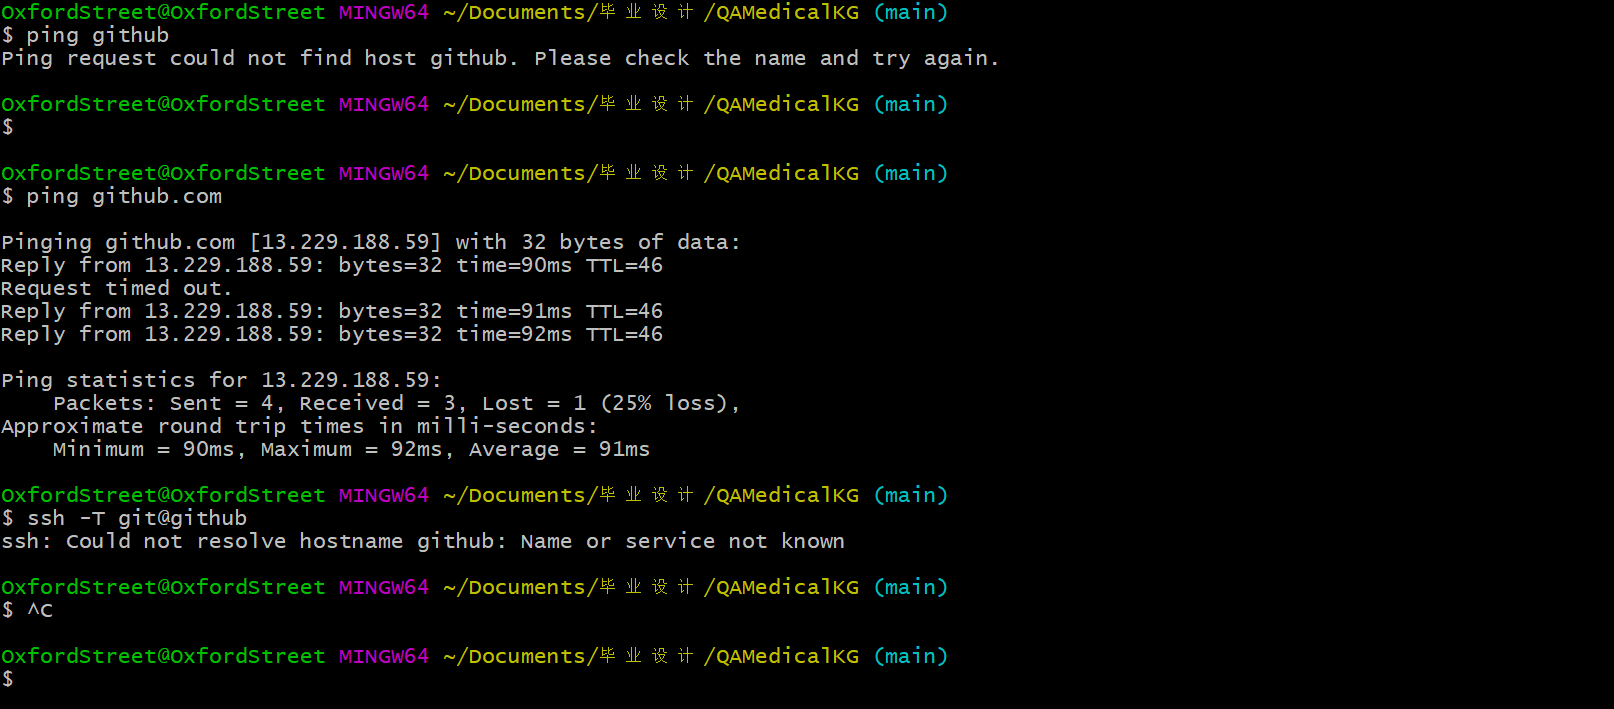 OxfordStreet@OxfordStreet MINGW64 ~/Documents/毕业设计/QAMedicalKG (main)
$ ping github
Ping request could not find host github. Please check the name and try again.
OxfordStreet@OxfordStreet MINGW64 ~/Documents/毕业设计/QAMedicalKG (main)
$
OxfordStreet@OxfordStreet MINGW64 ~/Documents/毕业设计/QAMedicalKG (main)
$ ping github.com
Pinging github.com [13.229.188.59] with 32 bytes of data:
Reply from 13.229.188.59: bytes=32 time=90ms TTL=46
Request timed out.
Reply from 13.229.188.59: bytes=32 time=91ms TTL=46
Reply from 13.229.188.59: bytes=32 time=92ms TTL=46
Ping statistics for 13.229.188.59:
    Packets: Sent = 4, Received = 3, Lost = 1 (25% loss),
Approximate round trip times in milli-seconds:
    Minimum = 90ms, Maximum = 92ms, Average = 91ms
OxfordStreet@OxfordStreet MINGW64 ~/Documents/毕业设计/QAMedicalKG (main)
$ ssh -T git@github
ssh: Could not resolve hostname github: Name or service not known
OxfordStreet@OxfordStreet MINGW64 ~/Documents/毕业设计/QAMedicalKG (main)
$ ^C
OxfordStreet@OxfordStreet MINGW64 ~/Documents/毕业设计/QAMedicalKG (main)
$